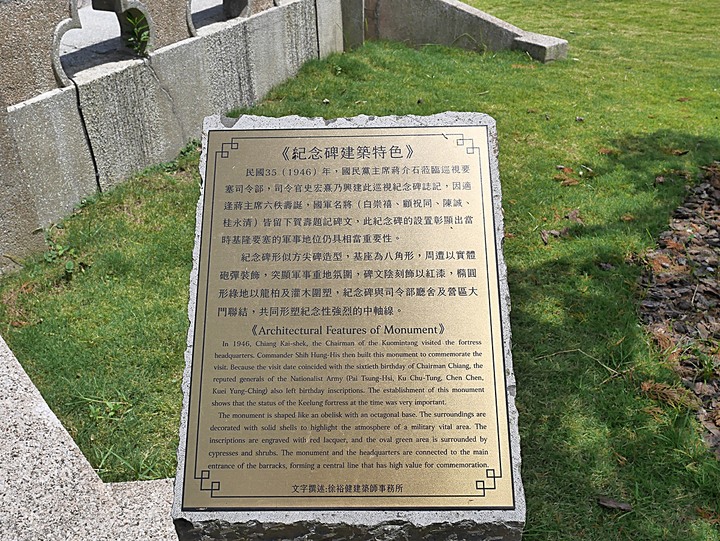 《紀念碑建築特色》
民國35（1946）年，國民黨主席蔣介石蒞臨巡視要
塞司令部，司令官史宏熹乃興建此巡視紀念碑誌記，因適
逢蔣主席六秩壽誕，國軍名將（白崇禧、顧祝同、陳誠、
桂永清）皆留下賀壽題記碑文，此紀念碑的設置彰顯出當
時基隆要塞的軍事地位仍具相當重要性。
紀念碑形似方尖碑造型，基座為八角形，周遭以實體
砲彈裝飾，突顯軍事重地氛圍，碑文陰刻飾以紅漆，橢圓
形綠地以龍柏及灌木圍塑，紀念碑與司令部廳舍及營區大
門聯結，共同形塑紀念性強烈的中軸線。
《Architectural Features of Monument》
In 1946, Chiang Kai-shek, the Chairman of the Kuomintang visited the fortress
headquarters. Commander Shih Hung-His then built this monument to commemorate the
visit. Because the visit date coincided with the sixtieth birthday of Chairman Chiang, the
reputed generals of the Nationalist Army (Pai Tsung-Hsi, Ku Chu-Tung, Chen Chen,
Kuei Yung-Ching) also left birthday inscriptions. The establishment of this monument
shows that the status of the Keelung fortress at the time was very important.
The monument is shaped like an obelisk with an octagonal base. The surroundings are
decorated with solid shells to highlight the atmosphere of a military vital area. The
inscriptions are engraved with red lacquer, and the oval green area is surrounded by
cypresses and shrubs. The monument and the headquarters are connected to the main
entrance of the barracks, forming a central line that has high value for commemoration.
文字撰述:徐裕健建築師事務所